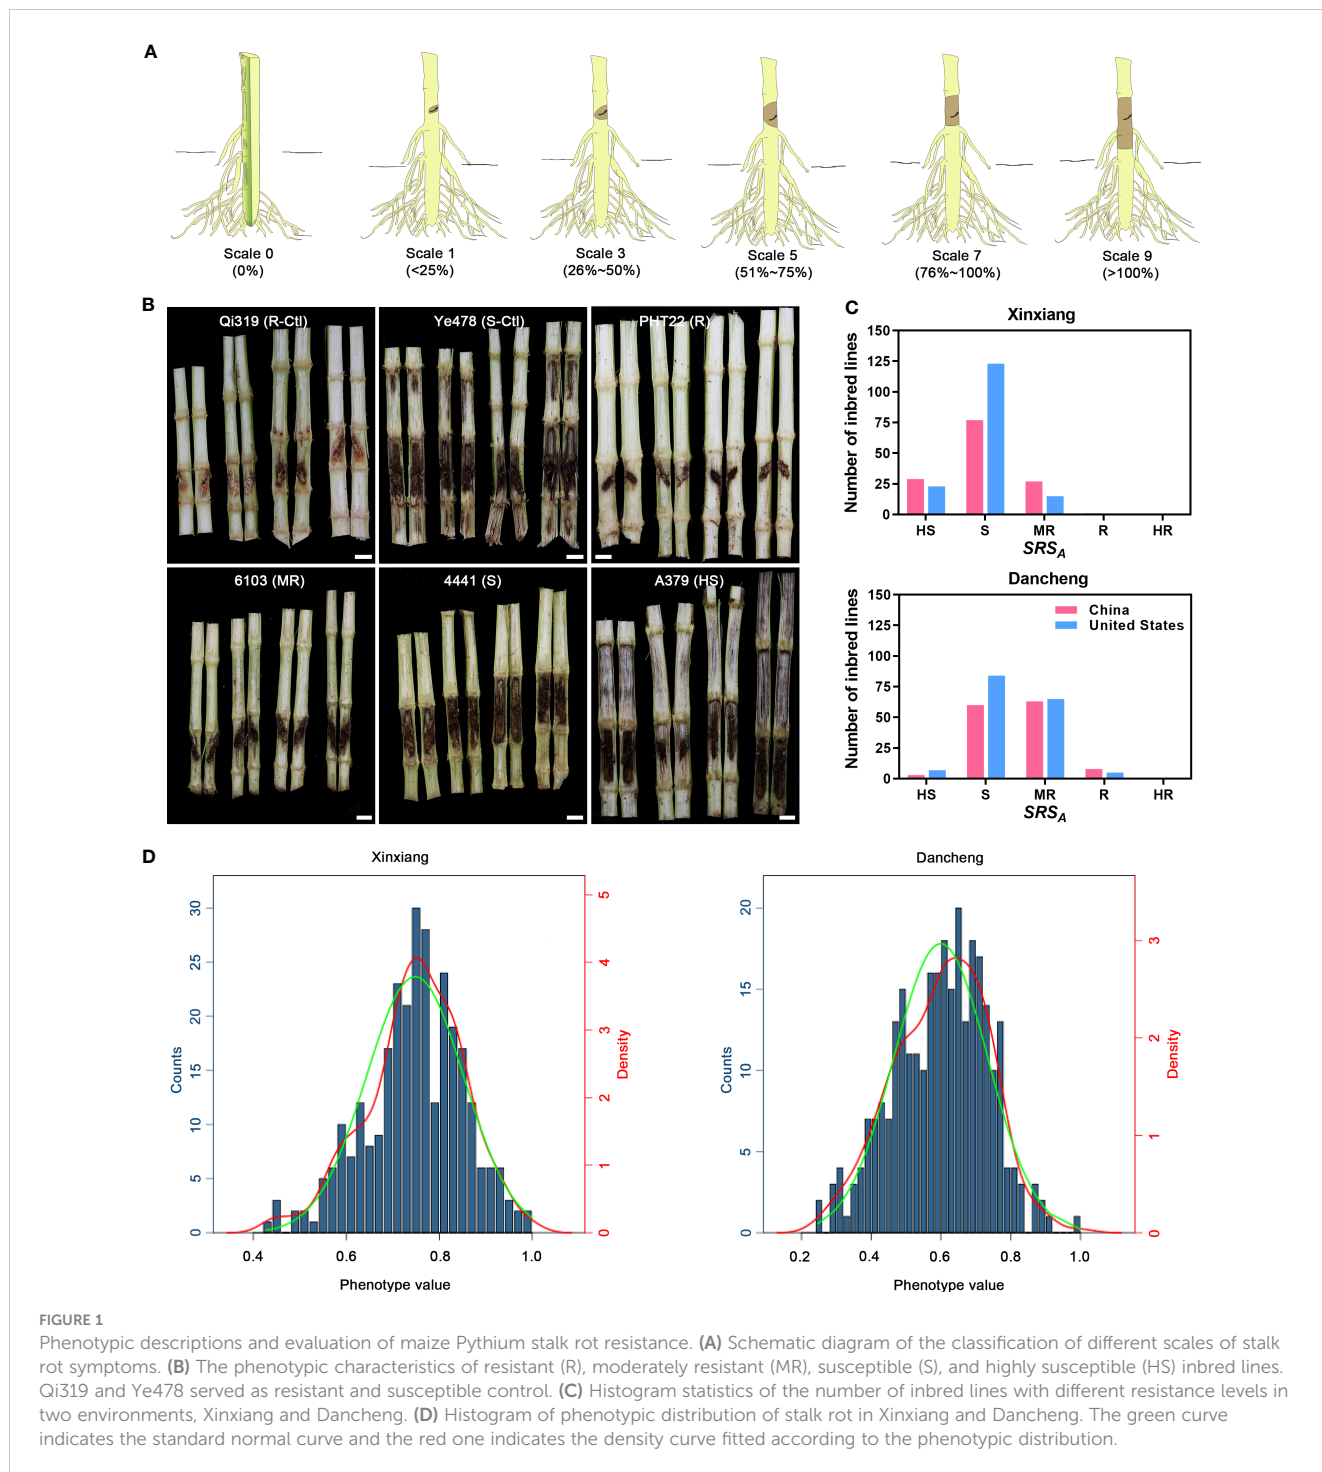 A
Scale 0
(0%)
Scale 1
(<25%)
Scale 3
(26%~50%)
Scale 5
(51%~75%)
Scale 7
(76%~100%)
Scale 9
(>100%)
B
Qi319 (R-Ctl)
Ye478 (S-Ctl)
PHT22 (R)
6103 (MR)
4441 (S)
A379 (HS)
C
Xinxiang
Number of inbred lines
150
125
100
75
50
25
0
HS S MR R HR
SRS_A
Dancheng
China
United States
Number of inbred lines
150
125
100
75
50
25
0
HS S MR R HR
SRS_A
D
Xinxiang
Counts
30
25
20
15
10
5
0
5
4
3
2
1
0
Density
0.4 0.6 0.8 1.0
Phenotype value
Dancheng
Counts
20
15
10
5
0
3
2
1
0
Density
0.2 0.4 0.6 0.8 1.0
Phenotype value
FIGURE 1
Phenotypic descriptions and evaluation of maize Pythium stalk rot resistance. (A) Schematic diagram of the classification of different scales of stalk
rot symptoms. (B) The phenotypic characteristics of resistant (R), moderately resistant (MR), susceptible (S), and highly susceptible (HS) inbred lines.
Qi319 and Ye478 served as resistant and susceptible control. (C) Histogram statistics of the number of inbred lines with different resistance levels in
two environments, Xinxiang and Dancheng. (D) Histogram of phenotypic distribution of stalk rot in Xinxiang and Dancheng. The green curve
indicates the standard normal curve and the red one indicates the density curve fitted according to the phenotypic distribution.